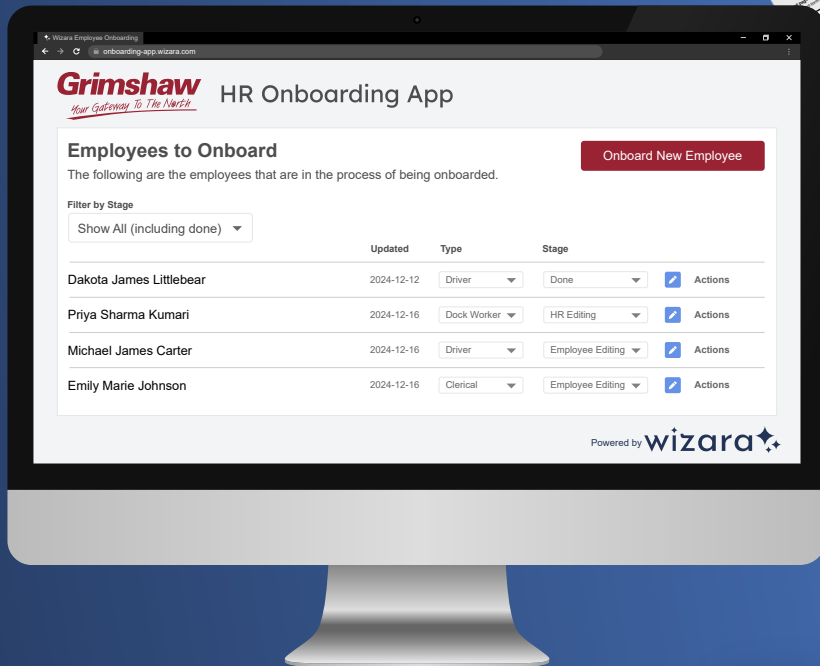 Wizara Employee Onboarding
onboarding-app.wizara.com
Grimshaw
Your Gateway To The North
HR Onboarding App
Employees to Onboard
Onboard New Employee
The following are the employees that are in the process of being onboarded.
Filter by Stage
Show All (including done)
Updated Type Stage
Dakota James Littlebear 2024-12-12 Driver Done Actions
Priya Sharma Kumari 2024-12-16 Dock Worker HR Editing Actions
Michael James Carter 2024-12-16 Driver Employee Editing Actions
Emily Marie Johnson 2024-12-16 Clerical Employee Editing Actions
Powered by wizara